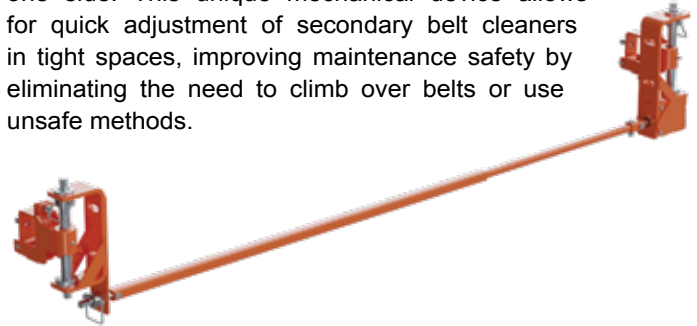 one side. This unique mechanical device allows
for quick adjustment of secondary belt cleaners
in tight spaces, improving maintenance safety by
eliminating the need to climb over belts or use
unsafe methods.